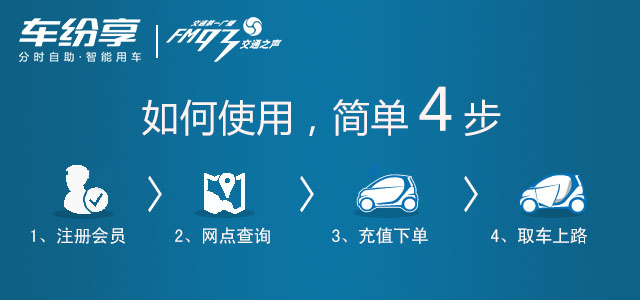 车纷享
分时自助·智能用车
交通第一广播
FM93
交通之声
如何使用，简单4步
1、注册会员
2、网点查询
3、充值下单
4、取车上路